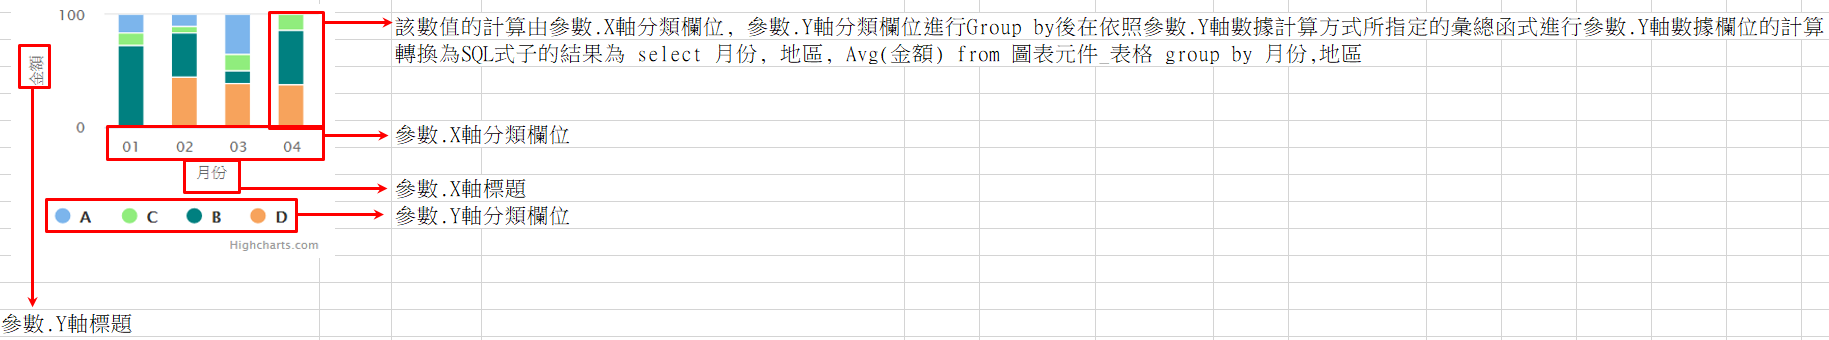 100
金額
0
01 02 03 04
月份
A C B D
Highcharts.com
該數值的計算由參數.X軸分類欄位, 參數.Y軸分類欄位進行Group by後在依照參數.Y軸數據計算方式所指定的彙總函式進行參數.Y軸數據欄位的計算
轉換為SQL式子的結果為 select 月份, 地區, Avg(金額) from 圖表元件_表格 group by 月份,地區
參數.X軸分類欄位
參數.X軸標題
參數.Y軸分類欄位
參數.Y軸標題